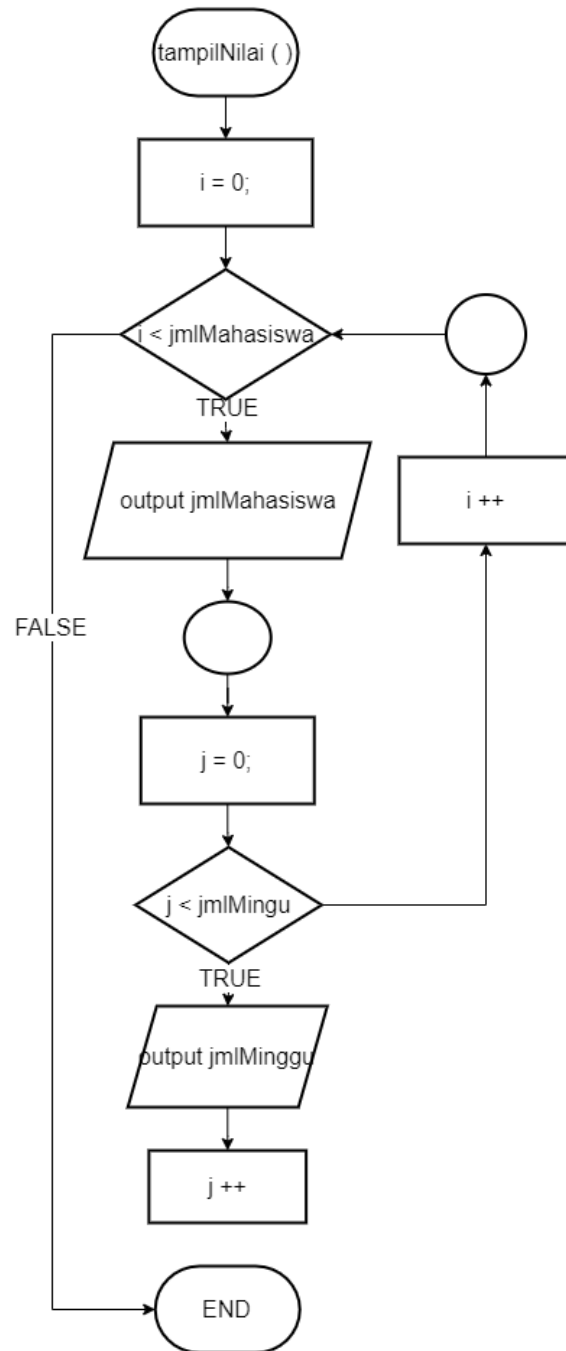 tampilNilai ( )
i = 0;
i < jmlMahasiswa
TRUE
output jmlMahasiswa
i ++
FALSE
j = 0;
j < jmlMingu
TRUE
output jmlMinggu
j ++
END